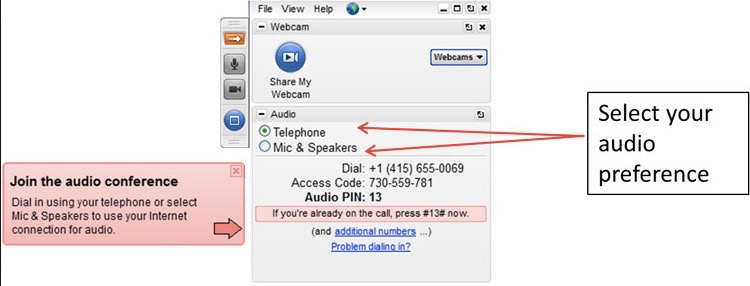 File View Help
Webcam
Webcams
Share My
Webcam
Audio
Telephone
Mic & Speakers
Dial: +1 (415) 655-0069
Access Code: 730-559-781
Audio PIN: 13
If you're already on the call, press #13# now.
(and additional numbers ...)
Problem dialing in?
Join the audio conference
Dial in using your telephone or select
Mic & Speakers to use your Internet
connection for audio.
Select your
audio
preference